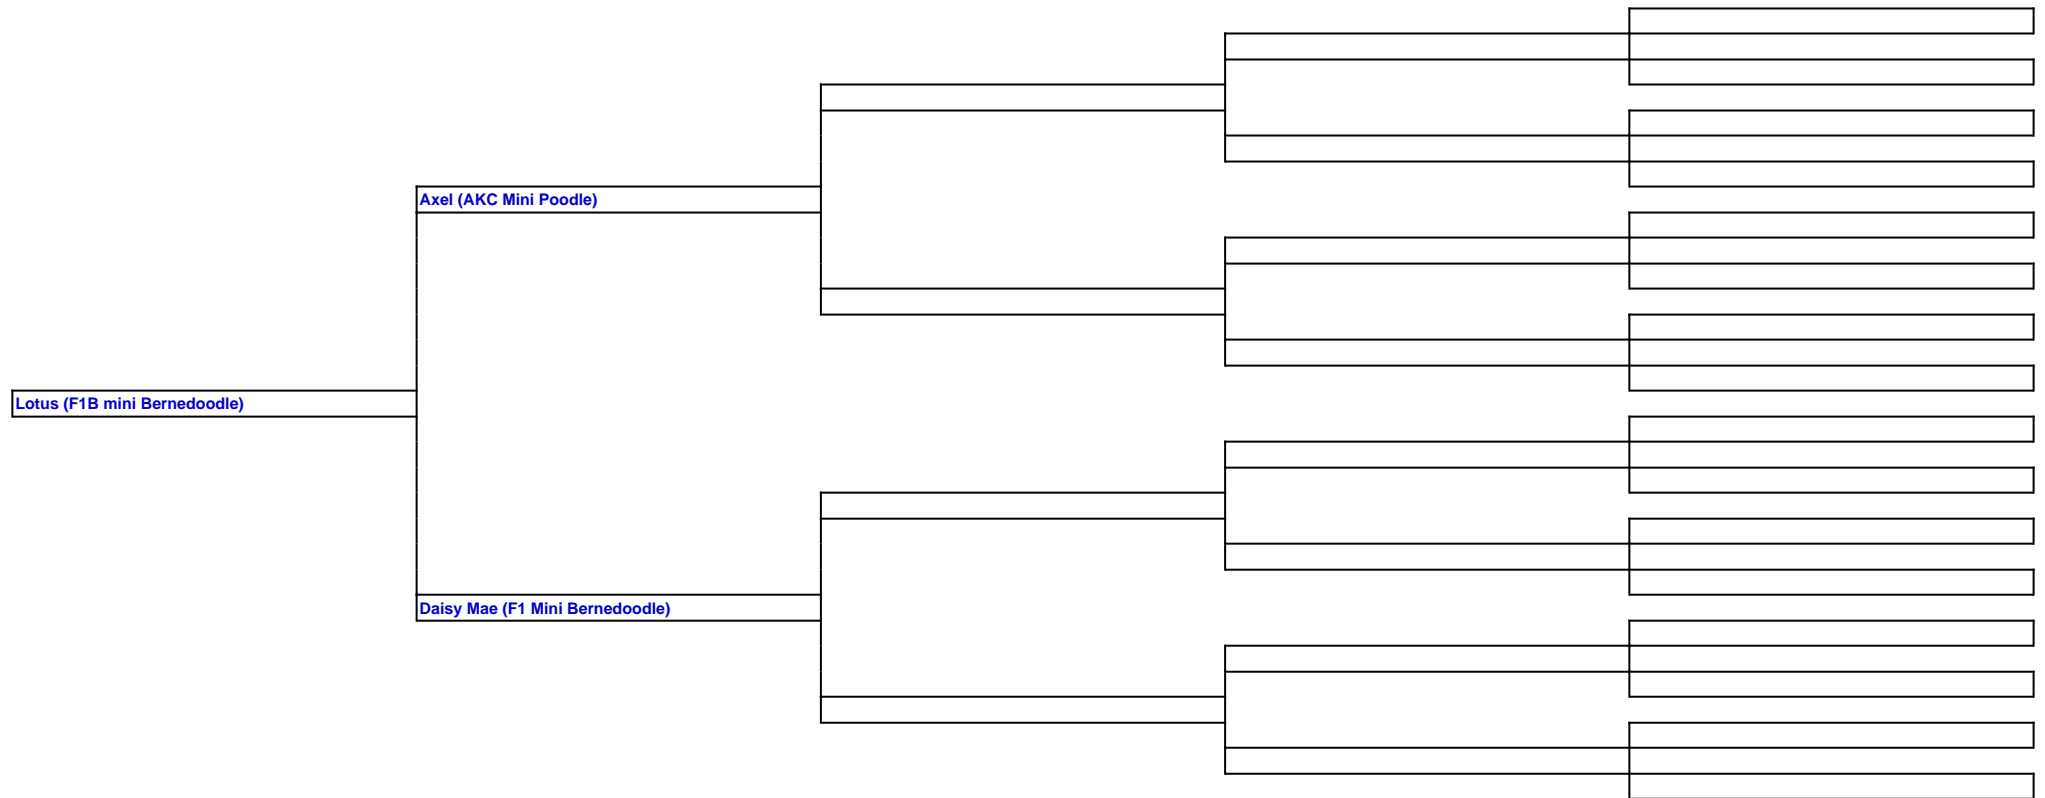 Axel (AKC Mini Poodle)
Lotus (F1B mini Bernedoodle)
Daisy Mae (F1 Mini Bernedoodle)